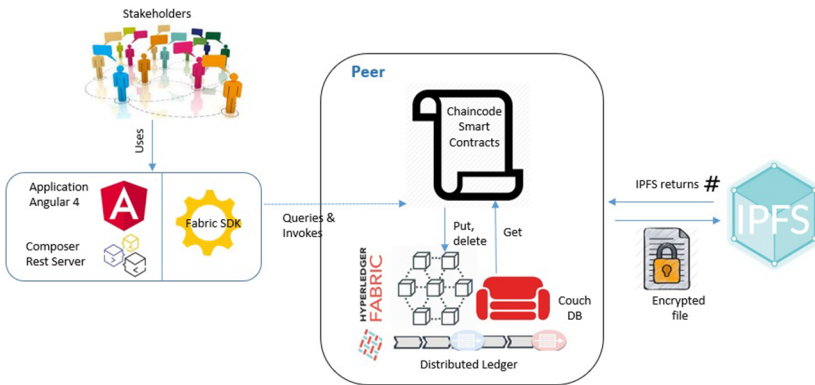 Stakeholders
Uses
Application
Angular 4
A
Composer
Rest Server
Fabric SDK
Queries &
Invokes
Peer
Chaincode
Smart
Contracts
Put,
delete
Get
HYPERLEDGER
FABRIC
Couch
DB
Distributed Ledger
IPFS returns #
IPFS
Encrypted
file